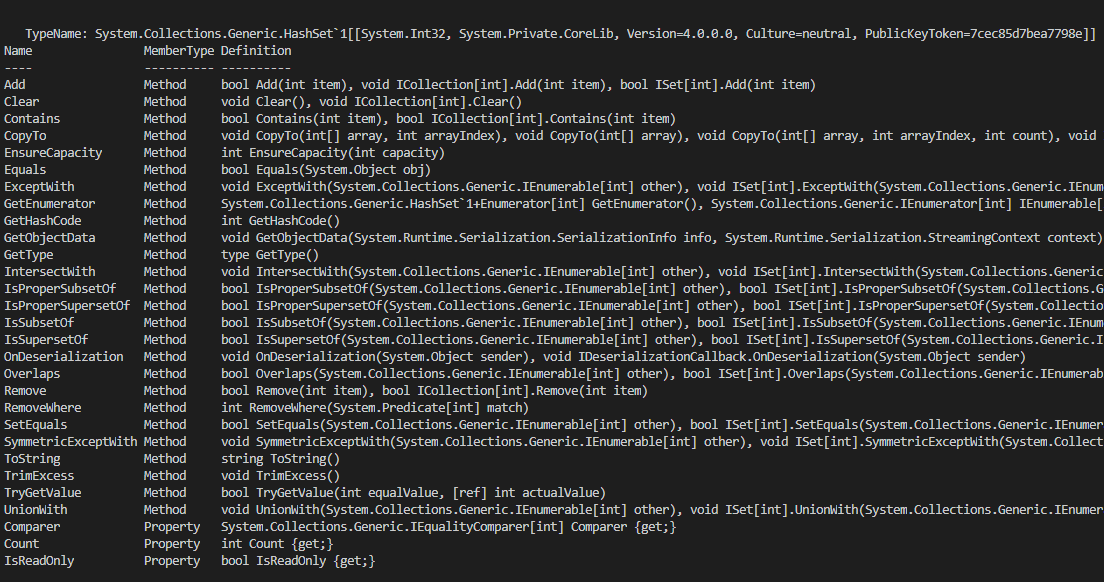 TypeName: System.Collections.Generic.HashSet`1[[System.Int32, System.Private.CoreLib, Version=4.0.0.0, Culture=neutral, PublicKeyToken=7cec85d7bea7798e]]
Name MemberType Definition
---- ---------- ----------
Add Method bool Add(int item), void ICollection[int].Add(int item), bool ISet[int].Add(int item)
Clear Method void Clear(), void ICollection[int].Clear()
Contains Method bool Contains(int item), bool ICollection[int].Contains(int item)
CopyTo Method void CopyTo(int[] array, int arrayIndex), void CopyTo(int[] array), void CopyTo(int[] array, int arrayIndex, int count), void
EnsureCapacity Method int EnsureCapacity(int capacity)
Equals Method bool Equals(System.Object obj)
ExceptWith Method void ExceptWith(System.Collections.Generic.IEnumerable[int] other), void ISet[int].ExceptWith(System.Collections.Generic.IEnum
GetEnumerator Method System.Collections.Generic.HashSet`1+Enumerator[int] GetEnumerator(), System.Collections.Generic.IEnumerator[int] IEnumerable[
GetHashCode Method int GetHashCode()
GetObjectData Method void GetObjectData(System.Runtime.Serialization.SerializationInfo info, System.Runtime.Serialization.StreamingContext context)
GetType Method type GetType()
IntersectWith Method void IntersectWith(System.Collections.Generic.IEnumerable[int] other), void ISet[int].IntersectWith(System.Collections.Generic
IsProperSubsetOf Method bool IsProperSubsetOf(System.Collections.Generic.IEnumerable[int] other), bool ISet[int].IsProperSubsetOf(System.Collections.G
IsProperSupersetOf Method bool IsProperSupersetOf(System.Collections.Generic.IEnumerable[int] other), bool ISet[int].IsProperSupersetOf(System.Collectio
IsSubsetOf Method bool IsSubsetOf(System.Collections.Generic.IEnumerable[int] other), bool ISet[int].IsSubsetOf(System.Collections.Generic.IEnum
IsSupersetOf Method bool IsSupersetOf(System.Collections.Generic.IEnumerable[int] other), bool ISet[int].IsSupersetOf(System.Collections.Generic.I
OnDeserialization Method void OnDeserialization(System.Object sender), void IDeserializationCallback.OnDeserialization(System.Object sender)
Overlaps Method bool Overlaps(System.Collections.Generic.IEnumerable[int] other), bool ISet[int].Overlaps(System.Collections.Generic.IEnumerab
Remove Method bool Remove(int item), bool ICollection[int].Remove(int item)
RemoveWhere Method int RemoveWhere(System.Predicate[int] match)
SetEquals Method bool SetEquals(System.Collections.Generic.IEnumerable[int] other), bool ISet[int].SetEquals(System.Collections.Generic.IEnumer
SymmetricExceptWith Method void SymmetricExceptWith(System.Collections.Generic.IEnumerable[int] other), void ISet[int].SymmetricExceptWith(System.Collect
ToString Method string ToString()
TrimExcess Method void TrimExcess()
TryGetValue Method bool TryGetValue(int equalValue, [ref] int actualValue)
UnionWith Method void UnionWith(System.Collections.Generic.IEnumerable[int] other), void ISet[int].UnionWith(System.Collections.Generic.IEnumer
Comparer Property System.Collections.Generic.IEqualityComparer[int] Comparer {get;}
Count Property int Count {get;}
IsReadOnly Property bool IsReadOnly {get;}